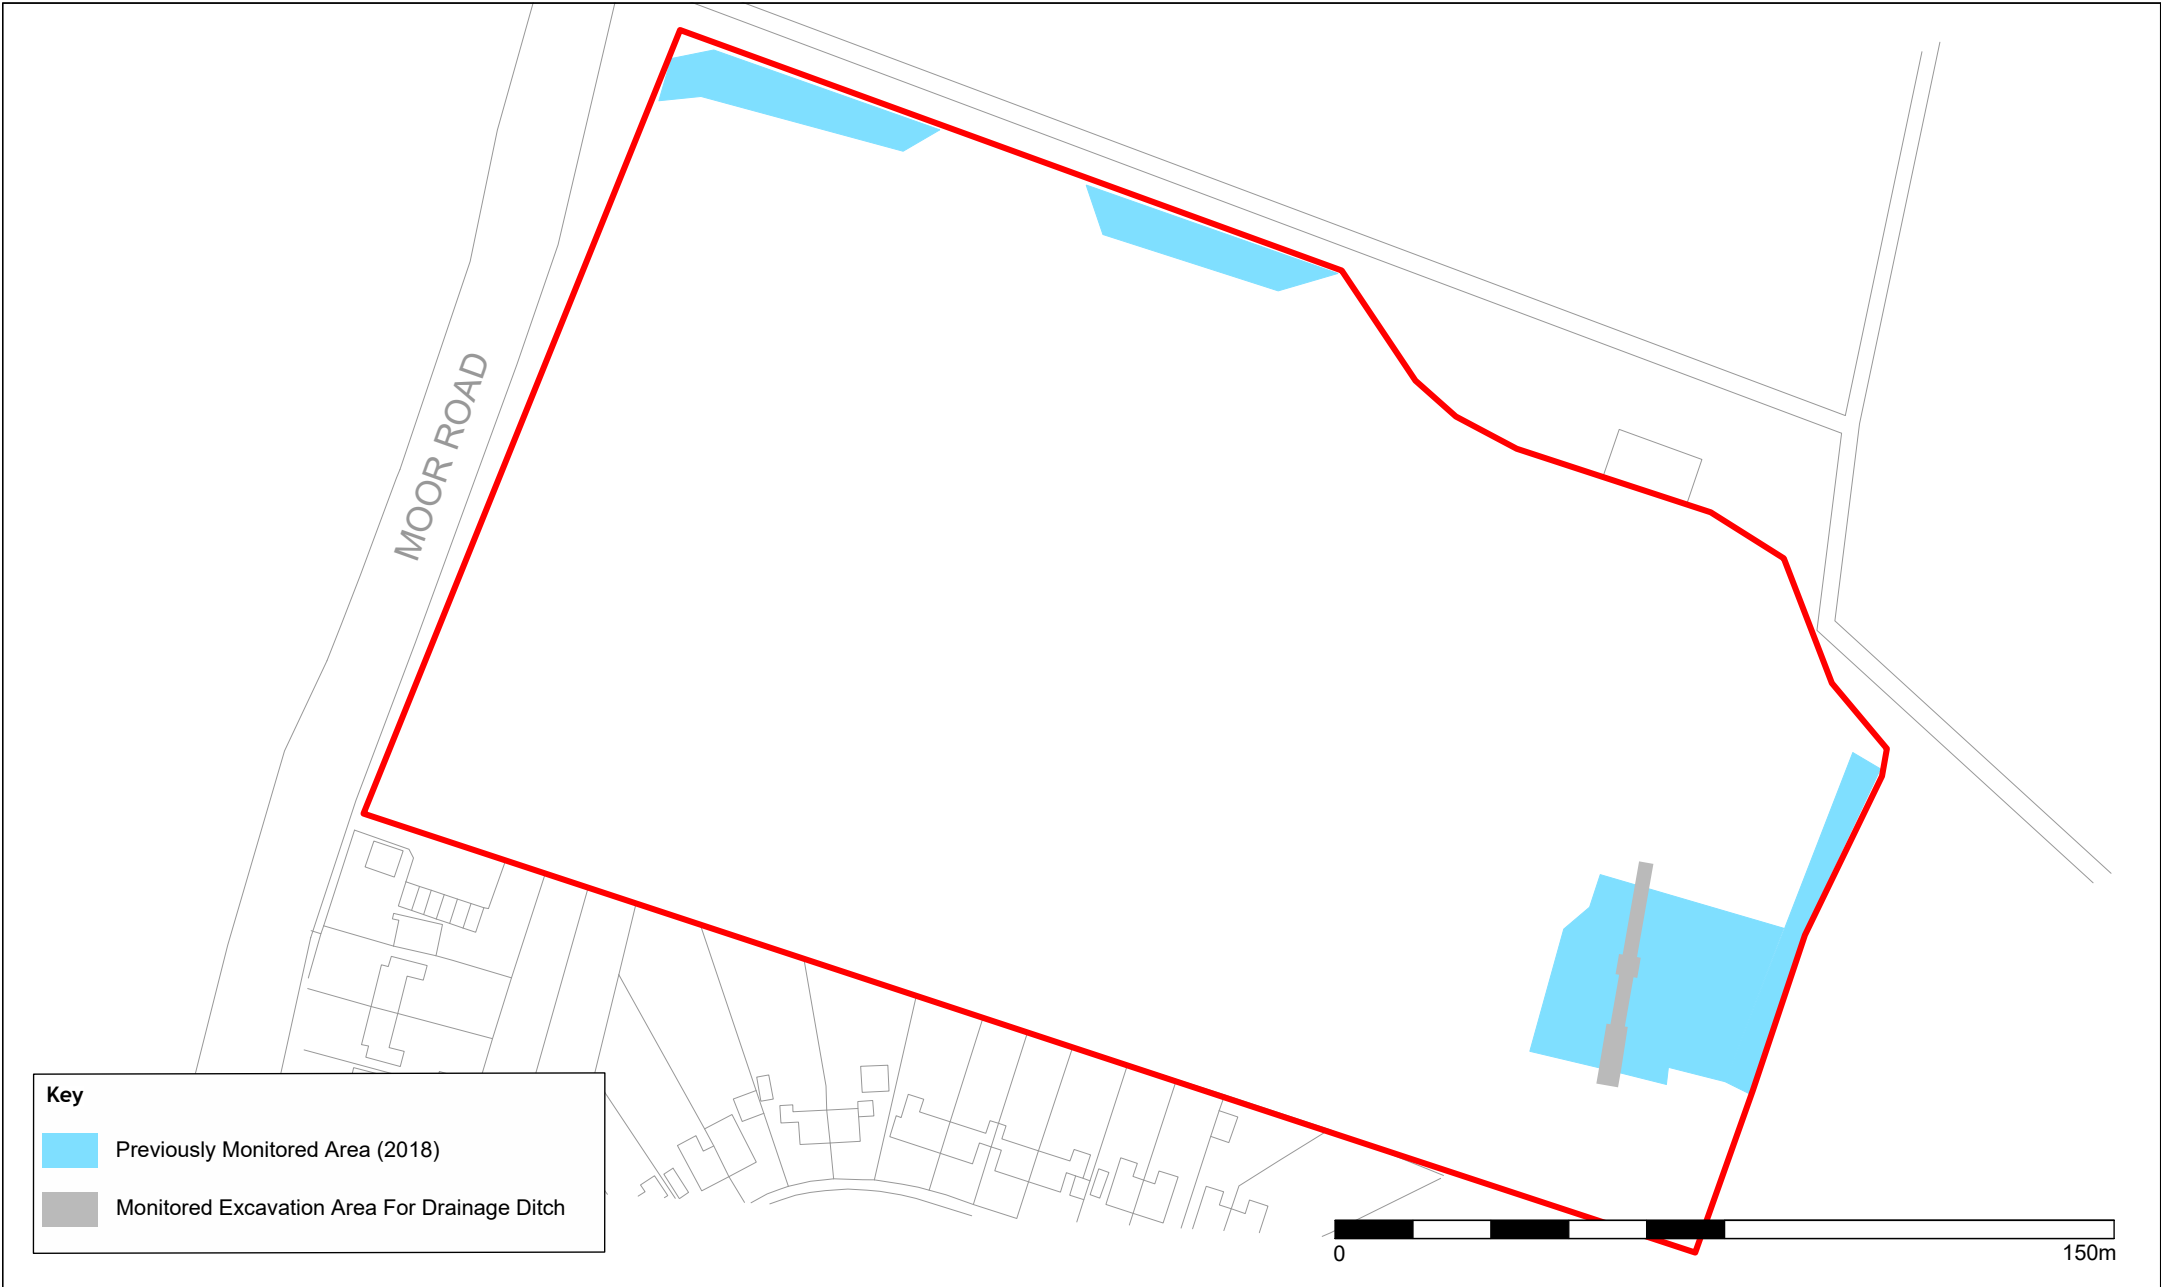 MOOR ROAD
Key
Previously Monitored Area (2018)
Monitored Excavation Area For Drainage Ditch
0
150m